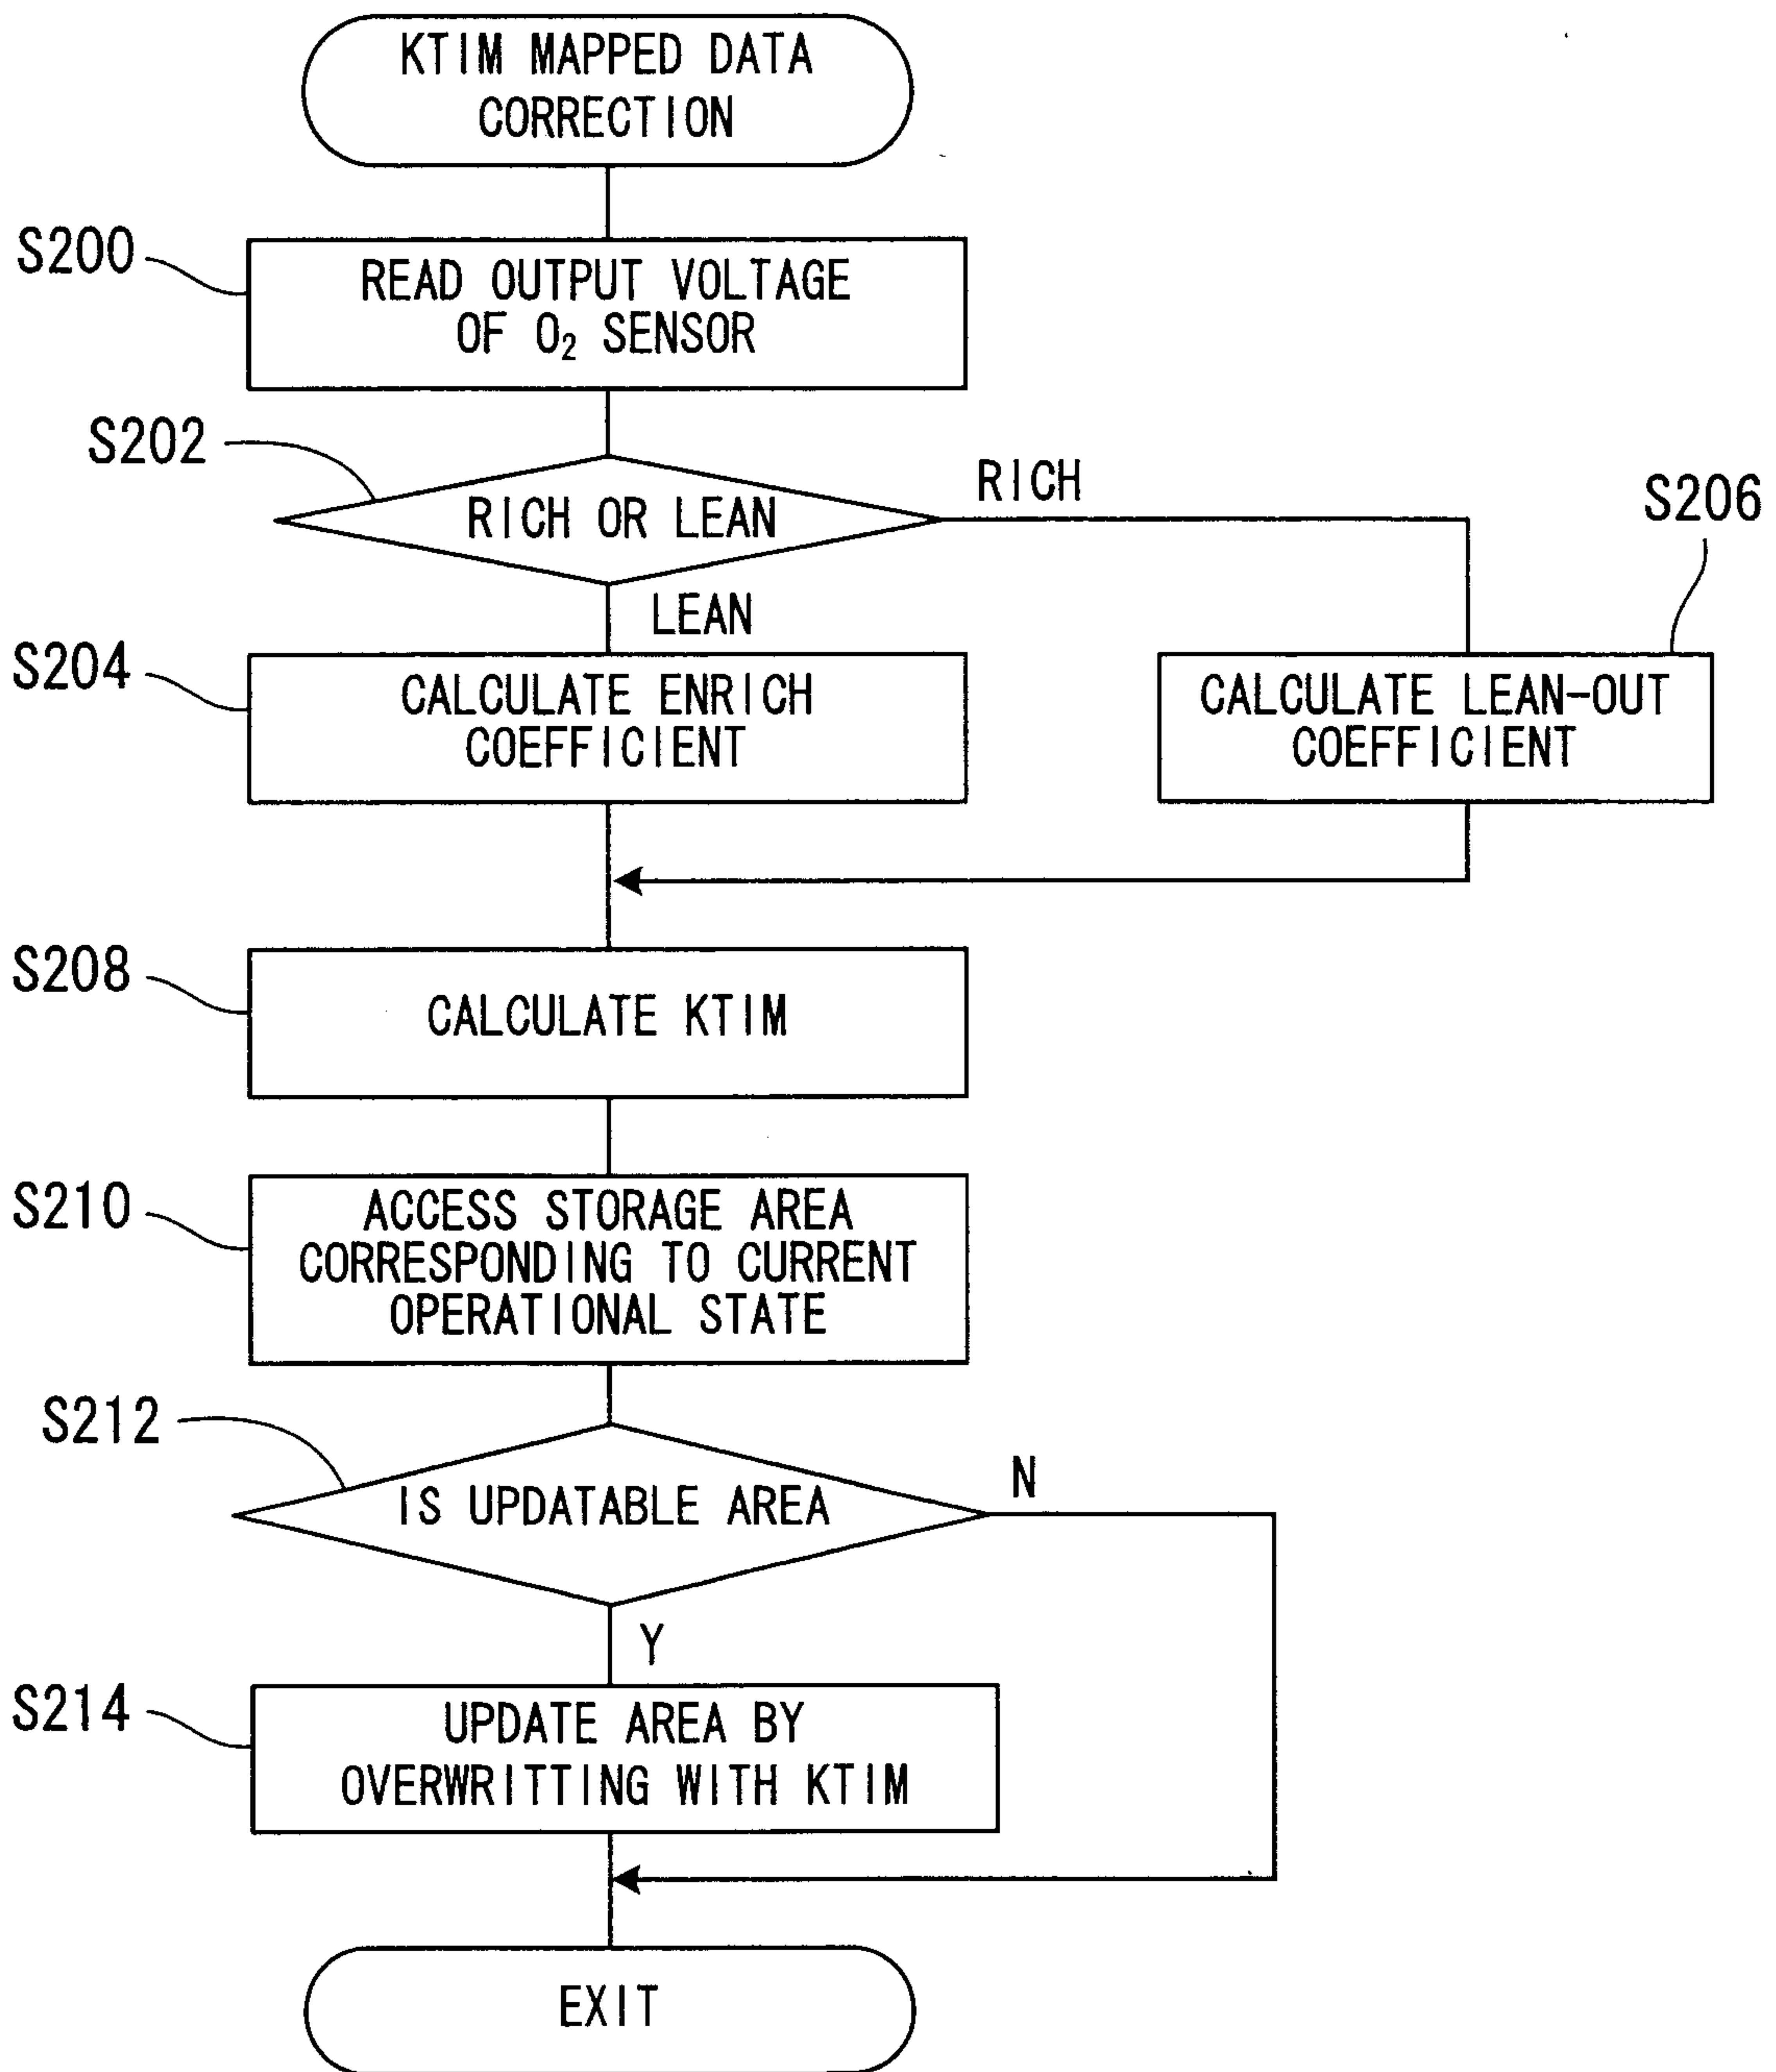 KTIM MAPPED DATA
CORRECTION
S200
READ OUTPUT VOLTAGE
OF O₂ SENSOR
S202
RICH OR LEAN
RICH
S206
LEAN
S204
CALCULATE ENRICH
COEFFICIENT
CALCULATE LEAN-OUT
COEFFICIENT
S208
CALCULATE KTIM
S210
ACCESS STORAGE AREA
CORRESPONDING TO CURRENT
OPERATIONAL STATE
S212
IS UPDATABLE AREA
N
Y
S214
UPDATE AREA BY
OVERWRITTING WITH KTIM
EXIT